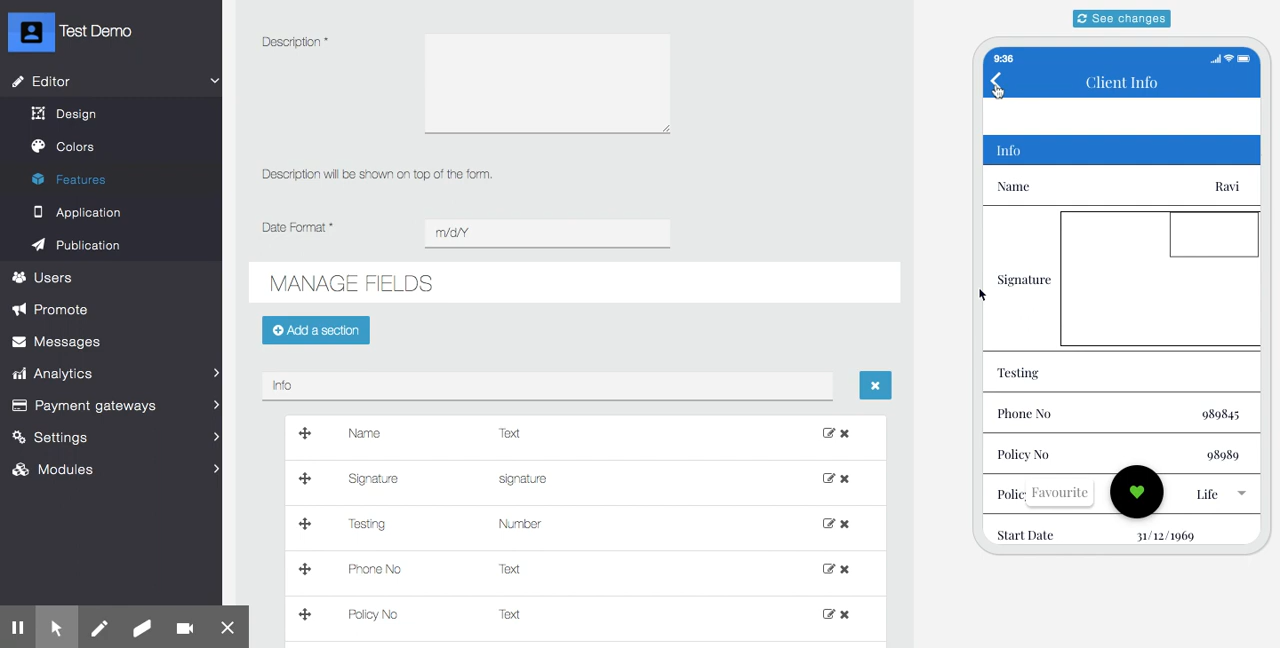 Test Demo
Editor
Design
Colors
Features
Application
Publication
Users
Promote
Messages
Analytics
Payment gateways
Settings
Modules
Description *
Description will be shown on top of the form.
Date Format *
m/d/Y
MANAGE FIELDS
Add a section
Info
Name Text
Signature signature
Testing Number
Phone No Text
Policy No Text
See changes
9:36
Client Info
Info
Name Ravi
Signature
Testing
Phone No 989845
Policy No 98989
Policy Favourite Life
Start Date 31/12/1969